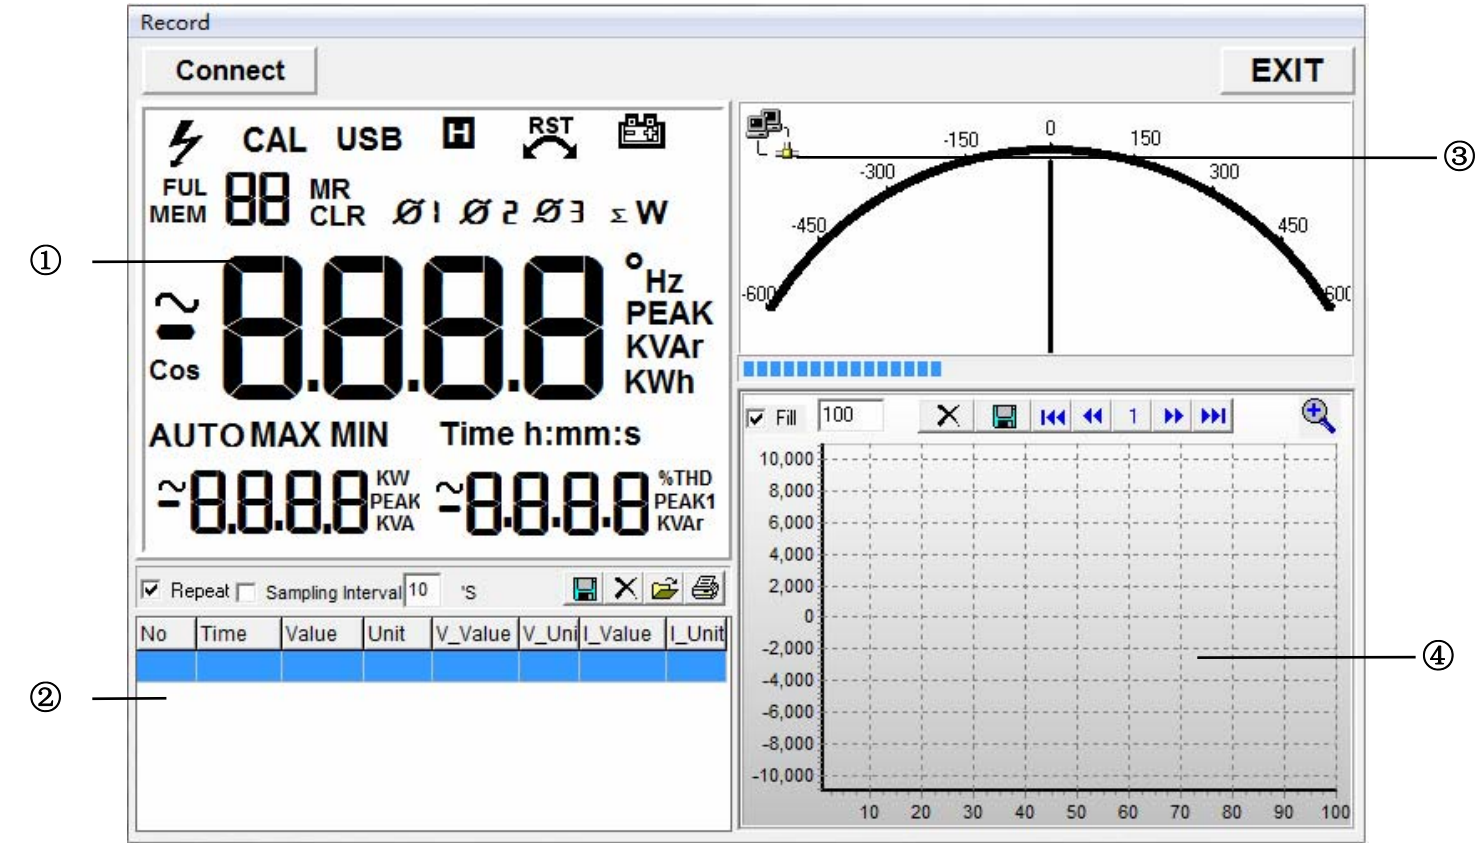 Record
Connect
EXIT
CAL USB H RST
FUL MEM 88 MR CLR Ø1 Ø2 Ø3 Σ W
①
8.8.8.8
°
Hz
PEAK
KVAr
KWh
~
Cos
AUTO MAX MIN Time h:mm:s
~ 8.8.8.8 KW PEAK KVA ~ 8.8.8.8 %THD PEAK1 KVAr
-600 -450 -300 -150 0 150 300 450 600
③
Repeat Sampling Interval 10 'S
No Time Value Unit V_Value V_Uni I_Value I_Unit
②
Fill 100 1
10,000
8,000
6,000
4,000
2,000
0
-2,000
-4,000
-6,000
-8,000
-10,000
10 20 30 40 50 60 70 80 90 100
④